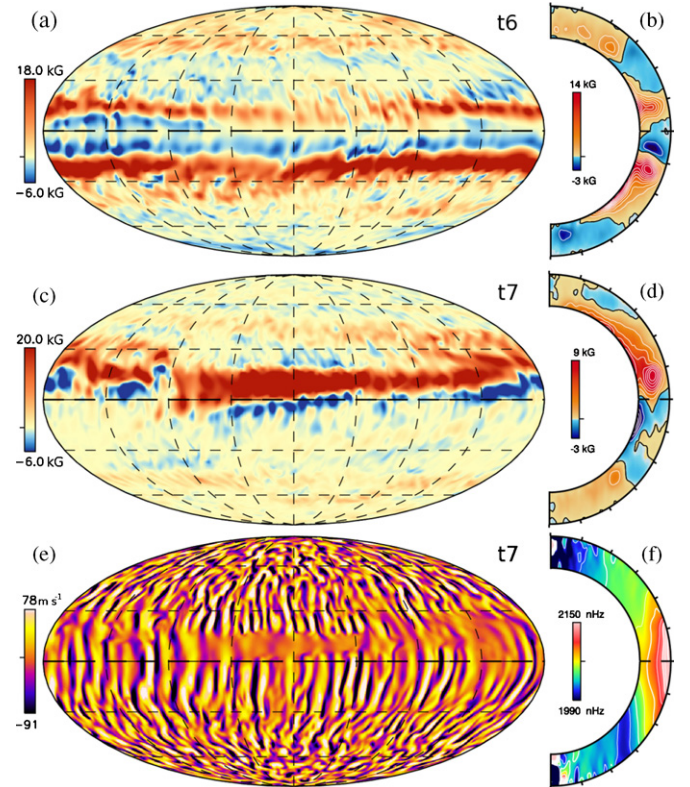 (a)
t6
(b)
18.0 kG
-6.0 kG
14 kG
-3 kG
(c)
t7
(d)
20.0 kG
-6.0 kG
9 kG
-3 kG
(e)
t7
(f)
78 m s⁻¹
-91
2150 nHz
1990 nHz